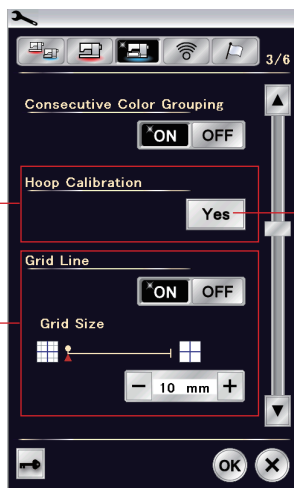 3/6
Consecutive Color Grouping
ON OFF
Hoop Calibration
Yes
Grid Line
ON OFF
Grid Size
− 10 mm +
OK X